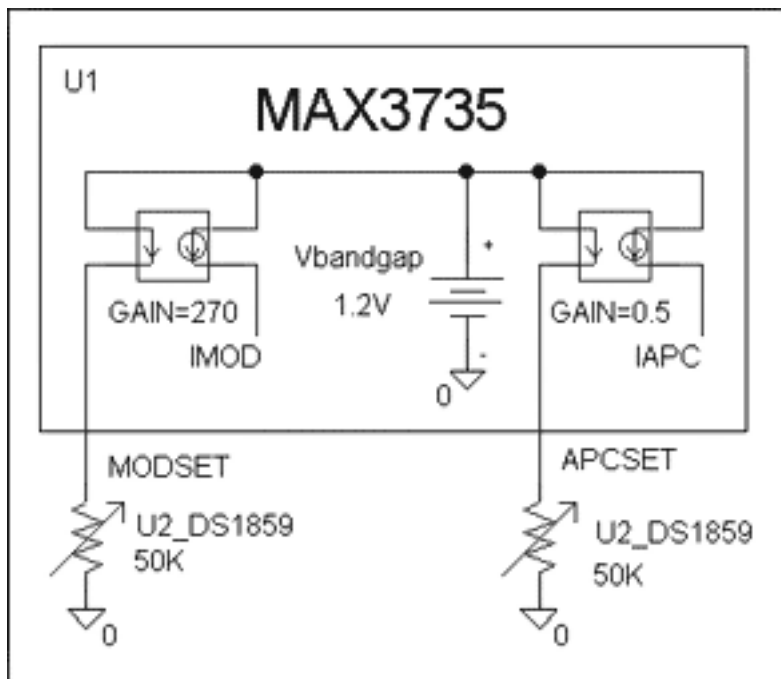 U1
MAX3735
+
Vbandgap
1.2V
-
0
GAIN=270
IMOD
GAIN=0.5
IAPC
MODSET
APCSET
U2_DS1859
50K
0
U2_DS1859
50K
0